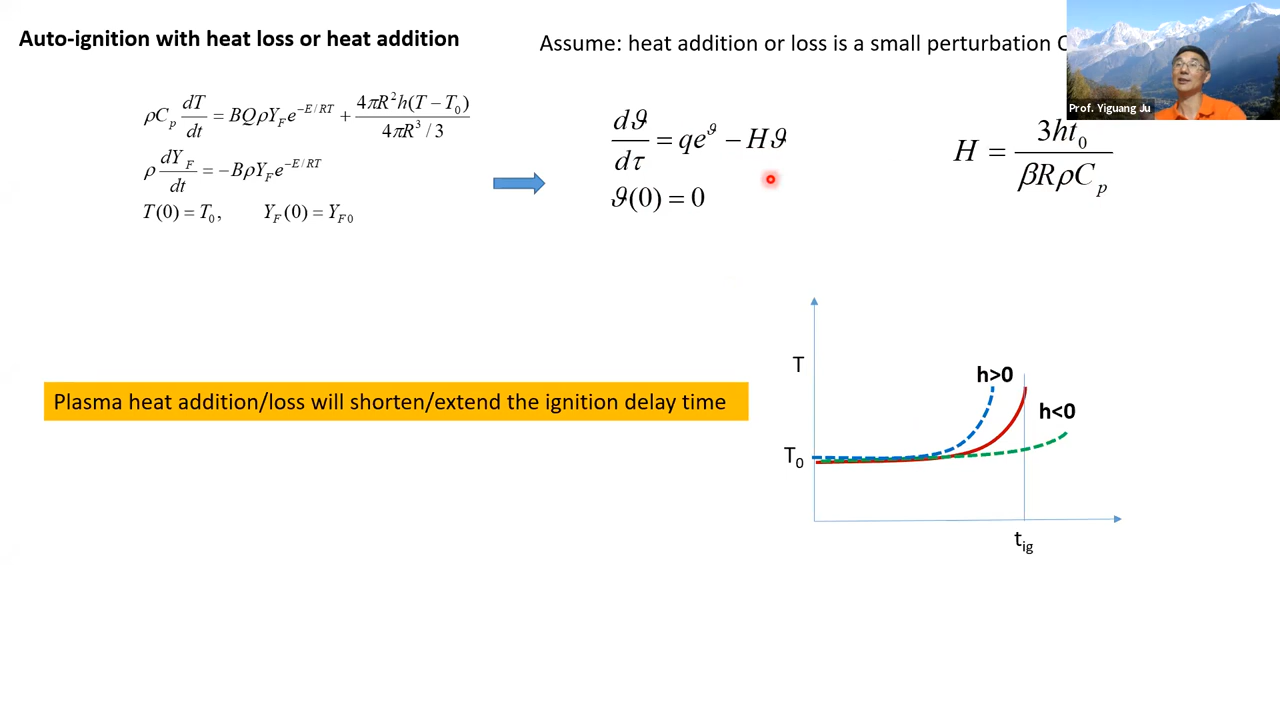 Auto-ignition with heat loss or heat addition
Assume: heat addition or loss is a small perturbation
Prof. Yiguang Ju
ρC_p dT/dt = BQρY_F e^{-E/RT} + 4πR²h(T − T₀) / 4πR³/3
ρ dY_F/dt = −BρY_F e^{-E/RT}
T(0) = T₀, Y_F(0) = Y_{F0}
dϑ/dτ = qe^ϑ − Hϑ
ϑ(0) = 0
H = 3ht₀ / βRρC_p
Plasma heat addition/loss will shorten/extend the ignition delay time
T
h>0
h<0
T₀
t_ig